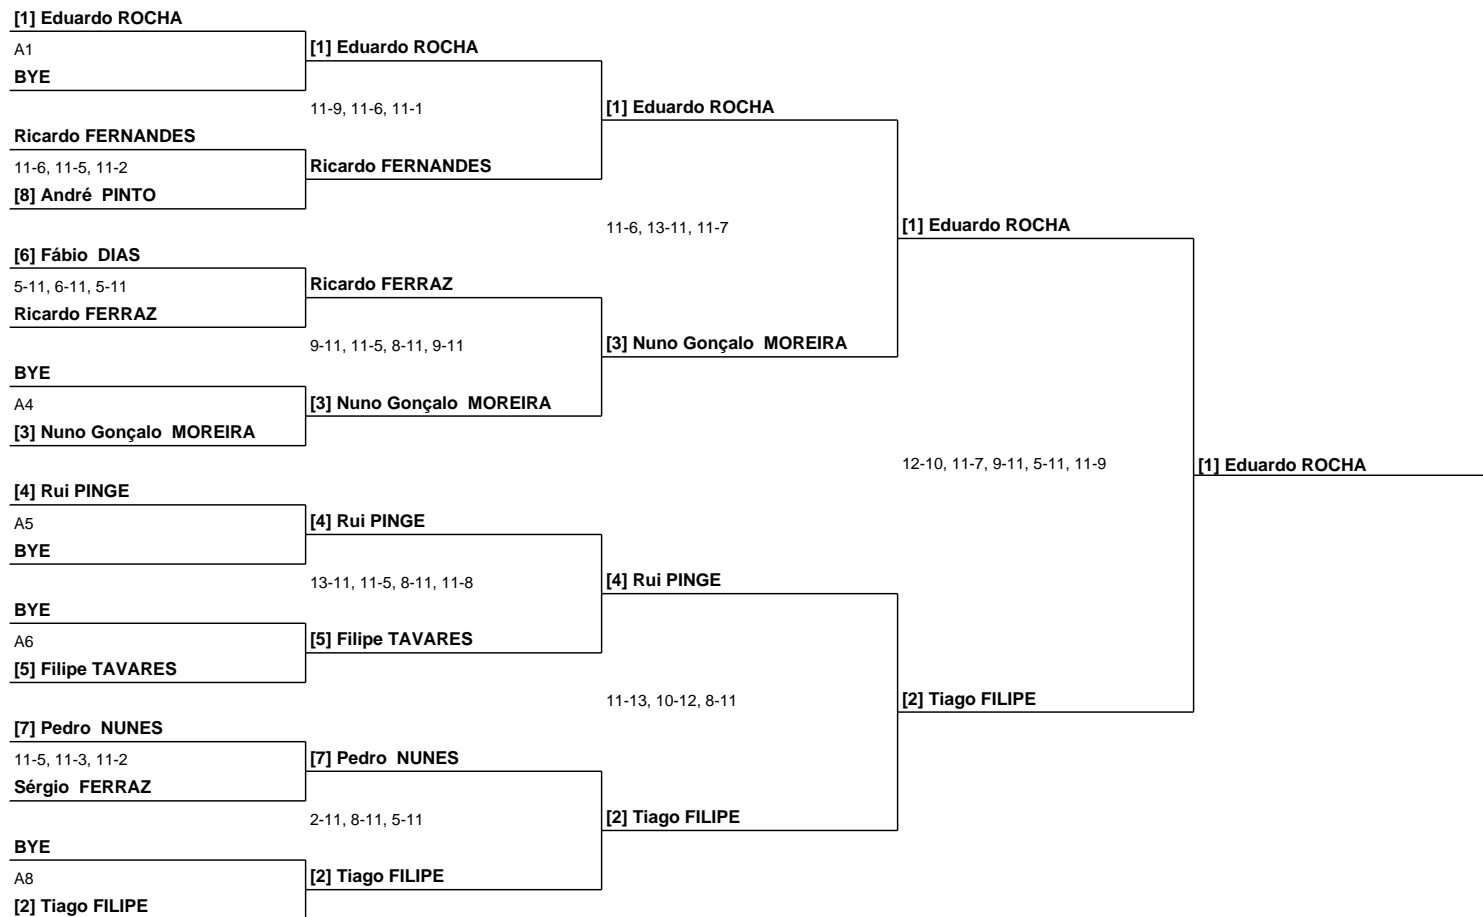 [1] Eduardo ROCHA
A1
BYE
Ricardo FERNANDES
11-6, 11-5, 11-2
[8] André PINTO
[6] Fábio DIAS
5-11, 6-11, 5-11
Ricardo FERRAZ
BYE
A4
[3] Nuno Gonçalo MOREIRA
[4] Rui PINGE
A5
BYE
BYE
A6
[5] Filipe TAVARES
[7] Pedro NUNES
11-5, 11-3, 11-2
Sérgio FERRAZ
BYE
A8
[2] Tiago FILIPE
[1] Eduardo ROCHA
11-9, 11-6, 11-1
Ricardo FERNANDES
Ricardo FERRAZ
9-11, 11-5, 8-11, 9-11
[3] Nuno Gonçalo MOREIRA
[4] Rui PINGE
13-11, 11-5, 8-11, 11-8
[5] Filipe TAVARES
[7] Pedro NUNES
2-11, 8-11, 5-11
[2] Tiago FILIPE
[1] Eduardo ROCHA
11-6, 13-11, 11-7
[3] Nuno Gonçalo MOREIRA
[4] Rui PINGE
11-13, 10-12, 8-11
[2] Tiago FILIPE
[1] Eduardo ROCHA
12-10, 11-7, 9-11, 5-11, 11-9
[2] Tiago FILIPE
[1] Eduardo ROCHA